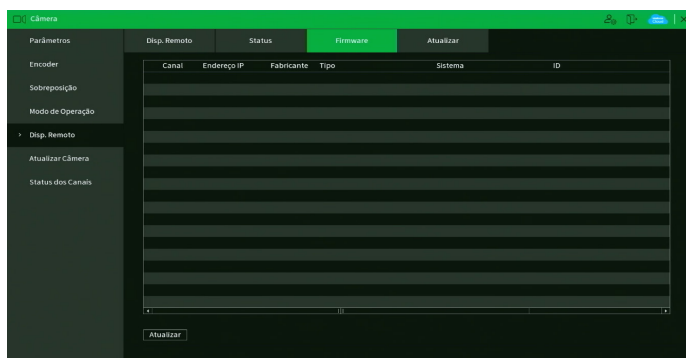 Câmera
Parâmetros
Encoder
Sobreposição
Modo de Operação
Disp. Remoto
Atualizar Câmera
Status dos Canais
Disp. Remoto Status Firmware Atualizar
Canal Endereço IP Fabricante Tipo Sistema ID
Atualizar